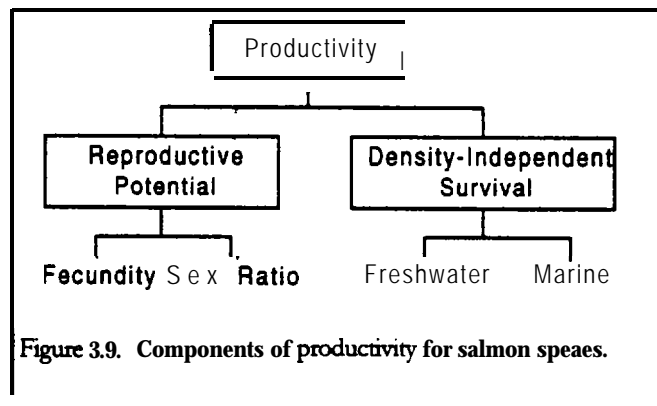 Productivity
Reproductive Density-Independent
Potential Survival
Fecundity Sex Ratio Freshwater Marine
Figure 3.9. Components of productivity for salmon speaes.